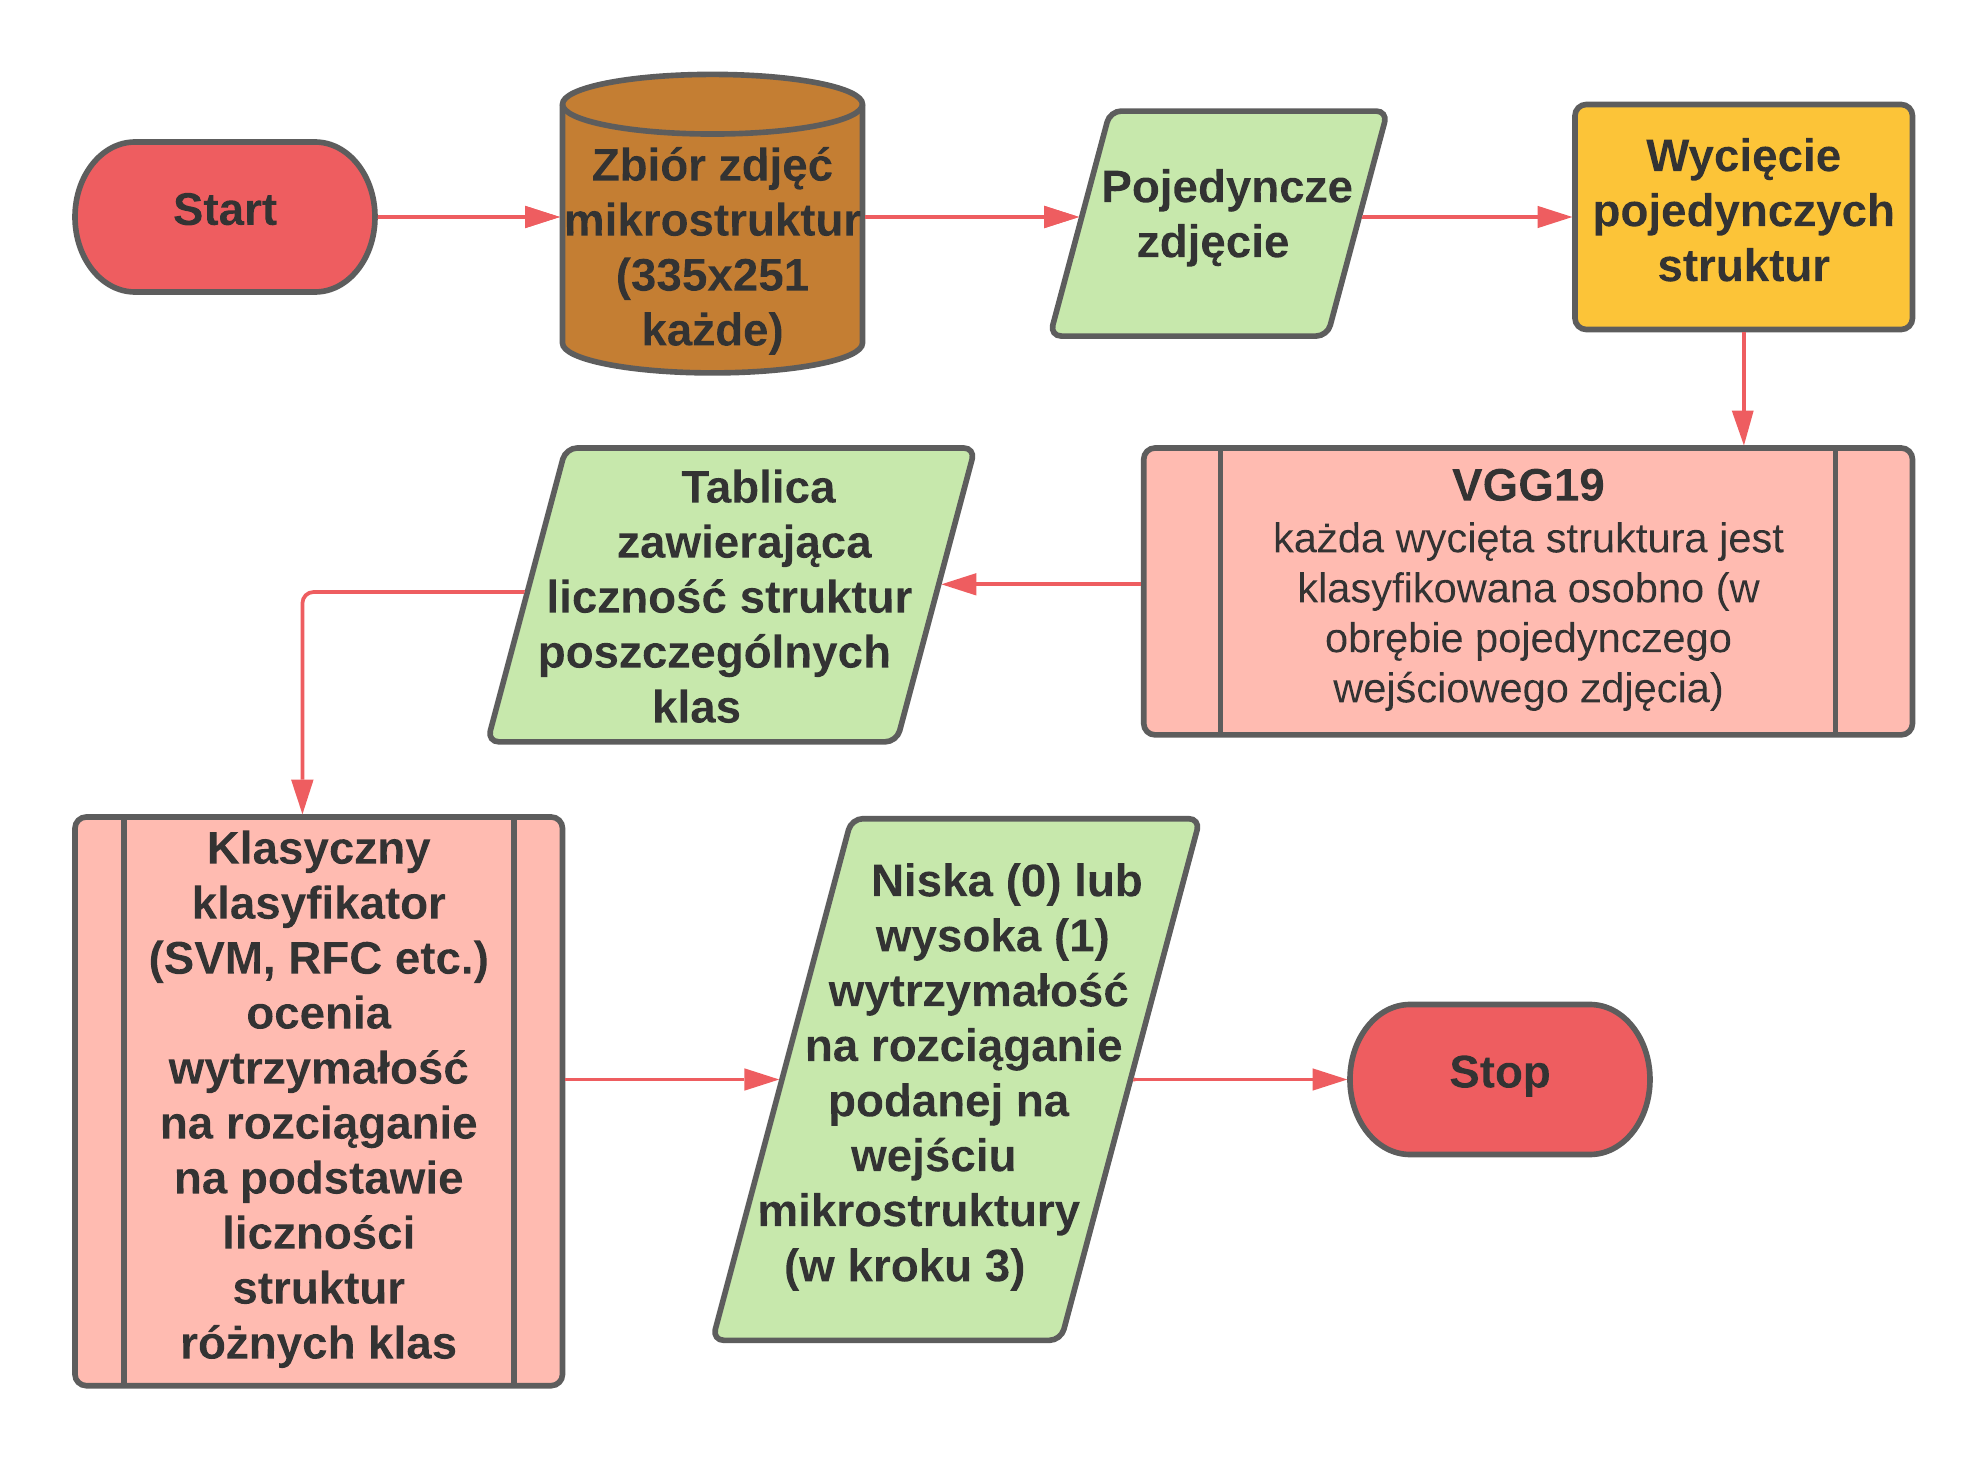 Start
Zbiór zdjęć
mikrostruktur
(335x251
każde)
Pojedyncze
zdjęcie
Wycięcie
pojedynczych
struktur
VGG19
każda wycięta struktura jest
klasyfikowana osobno (w
obrębie pojedynczego
wejściowego zdjęcia)
Tablica
zawierająca
liczność struktur
poszczególnych
klas
Klasyczny
klasyfikator
(SVM, RFC etc.)
ocenia
wytrzymałość
na rozciąganie
na podstawie
liczności
struktur
różnych klas
Niska (0) lub
wysoka (1)
wytrzymałość
na rozciąganie
podanej na
wejściu
mikrostruktury
(w kroku 3)
Stop